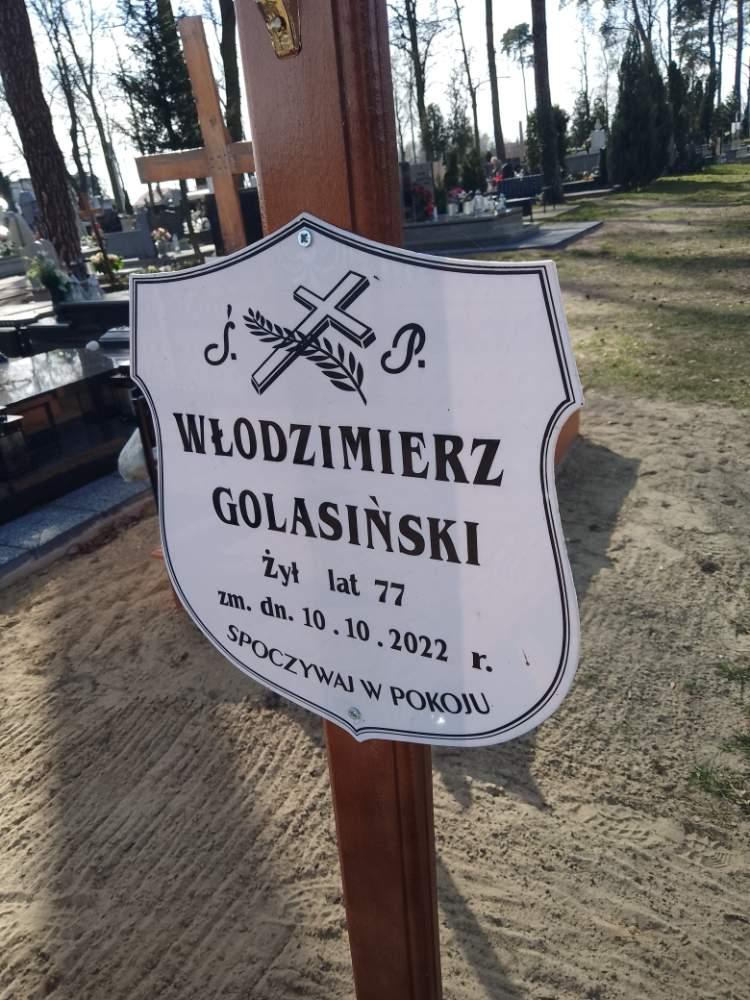 Ś. P.
WŁODZIMIERZ
GOLASIŃSKI
Żył lat 77
zm. dn. 10.10.2022 r.
SPOCZYWAJ W POKOJU